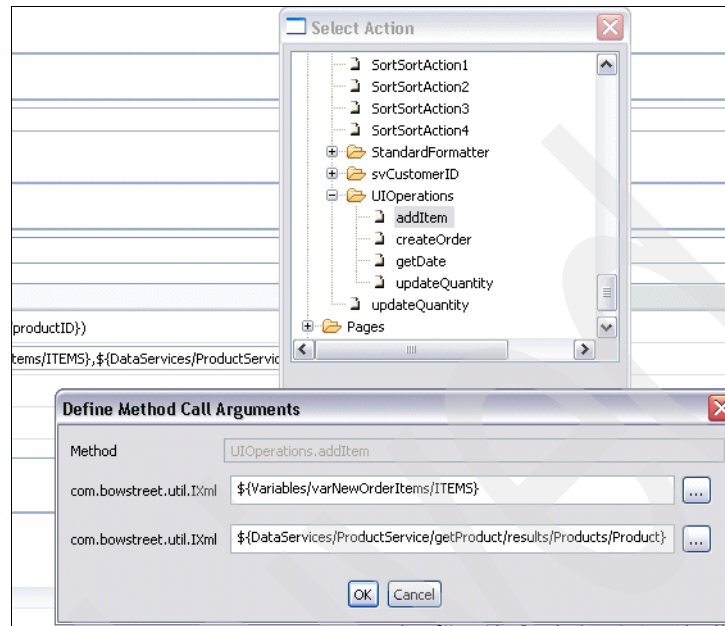 Select Action
SortSortAction1
SortSortAction2
SortSortAction3
SortSortAction4
StandardFormatter
svCustomerID
UIOperations
addItem
createOrder
getDate
updateQuantity
updateQuantity
Pages
productID})
tems/ITEMS},${DataServices/ProductServic
Define Method Call Arguments
Method UIOperations.addItem
com.bowstreet.util.IXml ${Variables/varNewOrderItems/ITEMS} ...
com.bowstreet.util.IXml ${DataServices/ProductService/getProduct/results/Products/Product} ...
OK Cancel